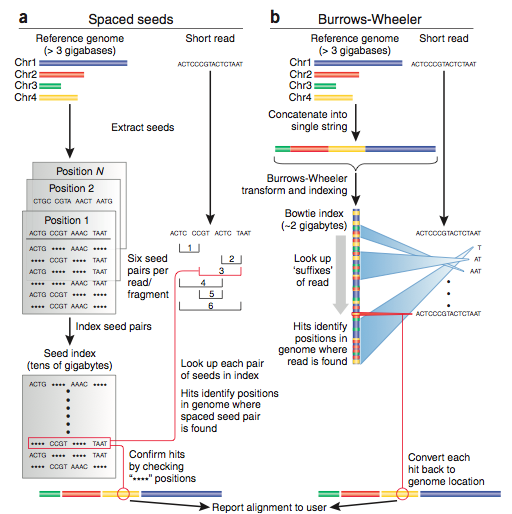 a
Spaced seeds
Reference genome
(> 3 gigabases)
Short read
Chr1
Chr2
Chr3
Chr4
ACTCCCGTACTCTAAT
Extract seeds
Position N
Position 2
CTGC CGTA AACT AATG
Position 1
ACTG CCGT AAAC TAAT
ACTG **** AAAC ****
**** CCGT **** TAAT
ACTG **** **** TAAT
**** CCGT AAAC ****
ACTG CCGT **** ****
**** **** AAAC TAAT
ACTC CCGT ACTC TAAT
Six seed
pairs per
read/
fragment
1
2
3
4
5
6
Index seed pairs
Seed index
(tens of gigabytes)
ACTG **** AAAC ****
**** CCGT **** TAAT
ACTG **** **** TAAT
**** CCGT AAAC ****
Look up each pair
of seeds in index
Hits identify positions
in genome where
spaced seed pair
is found
Confirm hits
by checking
"****" positions
b
Burrows-Wheeler
Reference genome
(> 3 gigabases)
Short read
Chr1
Chr2
Chr3
Chr4
ACTCCCGTACTCTAAT
Concatenate into
single string
Burrows-Wheeler
transform and indexing
Bowtie index
(~2 gigabytes)
ACTCCCGTACTCTAAT
T
AT
AAT
Look up
'suffixes'
of read
ACTCCCGTACTCTAAT
Hits identify
positions in
genome where
read is found
Convert each
hit back to
genome location
Report alignment to user